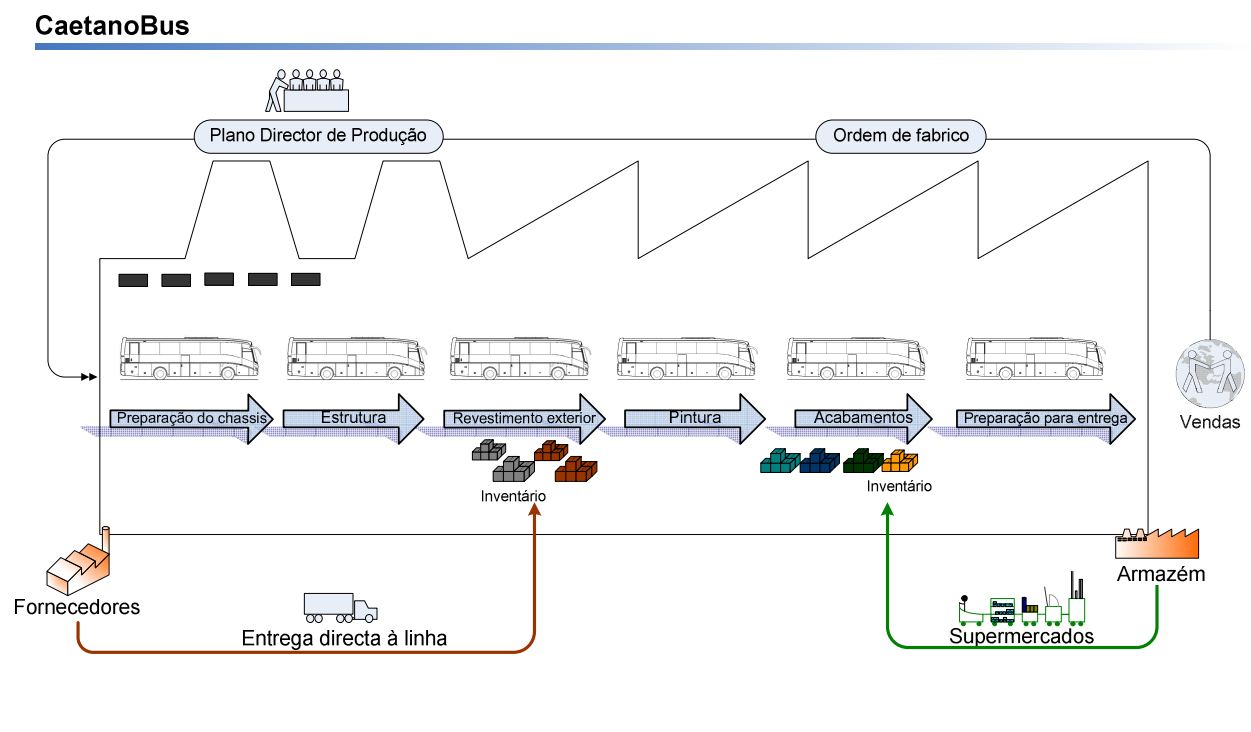 CaetanoBus
Plano Director de Produção
Ordem de fabrico
Preparação do chassis
Estrutura
Revestimento exterior
Pintura
Acabamentos
Preparação para entrega
Vendas
Inventário
Inventário
Fornecedores
Armazém
Entrega directa à linha
Supermercados